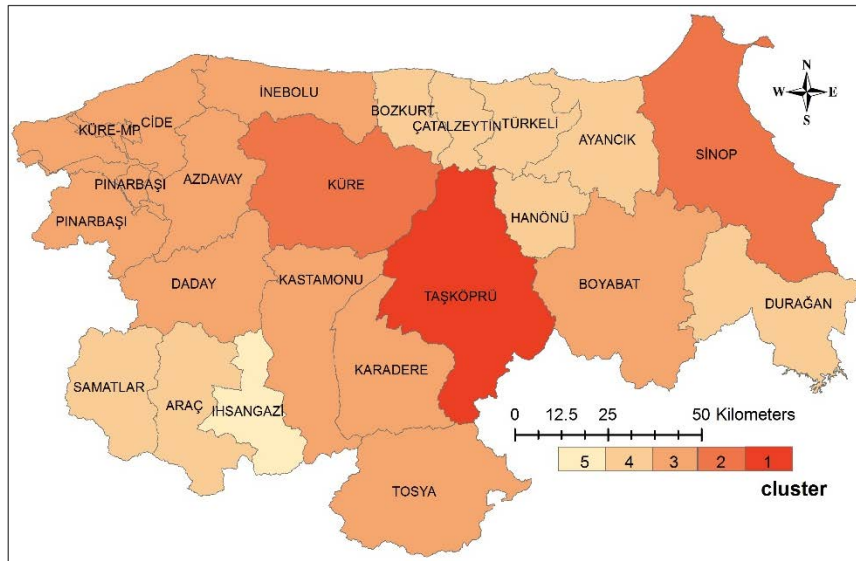 N
W E
S
İNEBOLU
BOZKURT
ÇATALZEYTİN
TÜRKELİ
KÜRE-MP
CİDE
AYANCIK
SİNOP
PINARBAŞI
AZDAVAY
KÜRE
HANÖNÜ
PINARBAŞI
DADAY
KASTAMONU
TAŞKÖPRÜ
BOYABAT
DURAĞAN
SAMATLAR
ARAÇ
IHSANGAZİ
KARADERE
TOSYA
0 12.5 25 50 Kilometers
5 4 3 2 1
cluster